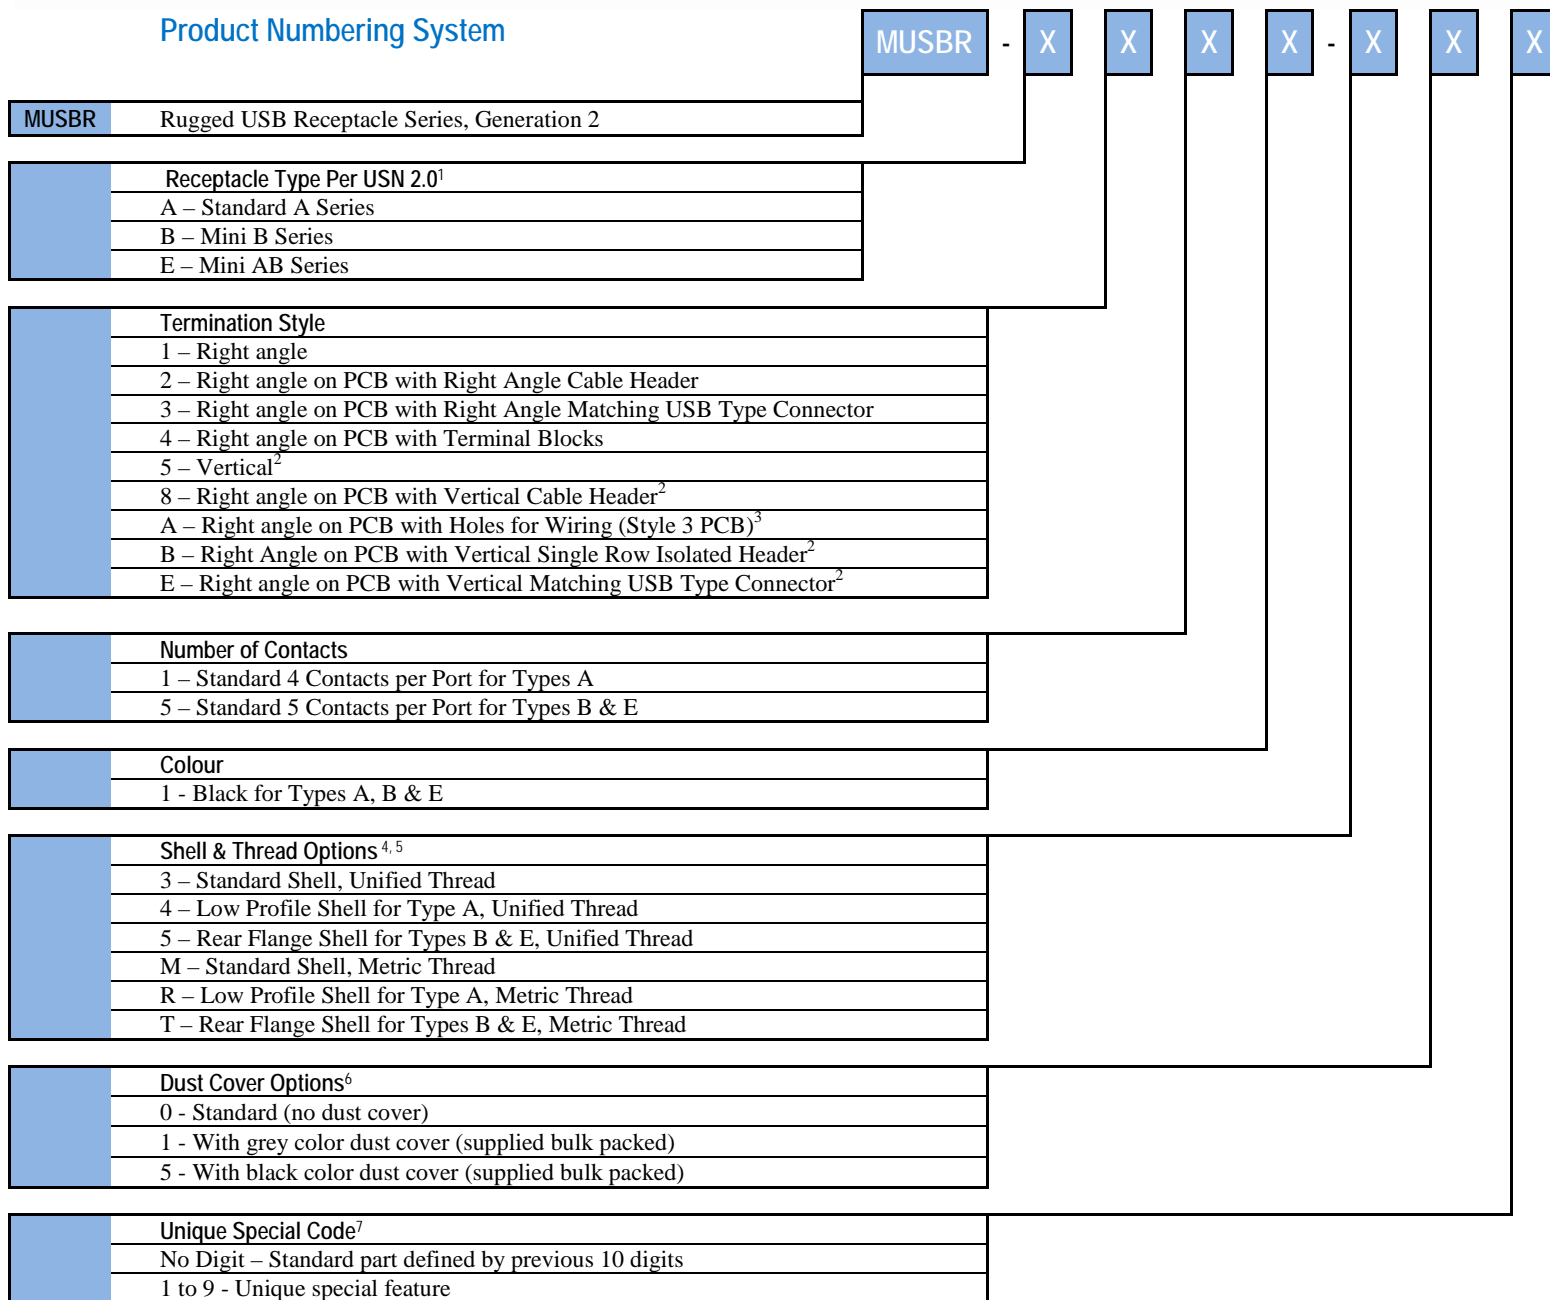 Product Numbering System
MUSBR - X X X X - X X X
MUSBR Rugged USB Receptacle Series, Generation 2
Receptacle Type Per USN 2.0¹
A – Standard A Series
B – Mini B Series
E – Mini AB Series
Termination Style
1 – Right angle
2 – Right angle on PCB with Right Angle Cable Header
3 – Right angle on PCB with Right Angle Matching USB Type Connector
4 – Right angle on PCB with Terminal Blocks
5 – Vertical²
8 – Right angle on PCB with Vertical Cable Header²
A – Right angle on PCB with Holes for Wiring (Style 3 PCB)³
B – Right Angle on PCB with Vertical Single Row Isolated Header²
E – Right angle on PCB with Vertical Matching USB Type Connector²
Number of Contacts
1 – Standard 4 Contacts per Port for Types A
5 – Standard 5 Contacts per Port for Types B & E
Colour
1 - Black for Types A, B & E
Shell & Thread Options ⁴, ⁵
3 – Standard Shell, Unified Thread
4 – Low Profile Shell for Type A, Unified Thread
5 – Rear Flange Shell for Types B & E, Unified Thread
M – Standard Shell, Metric Thread
R – Low Profile Shell for Type A, Metric Thread
T – Rear Flange Shell for Types B & E, Metric Thread
Dust Cover Options⁶
0 - Standard (no dust cover)
1 - With grey color dust cover (supplied bulk packed)
5 - With black color dust cover (supplied bulk packed)
Unique Special Code⁷
No Digit – Standard part defined by previous 10 digits
1 to 9 - Unique special feature